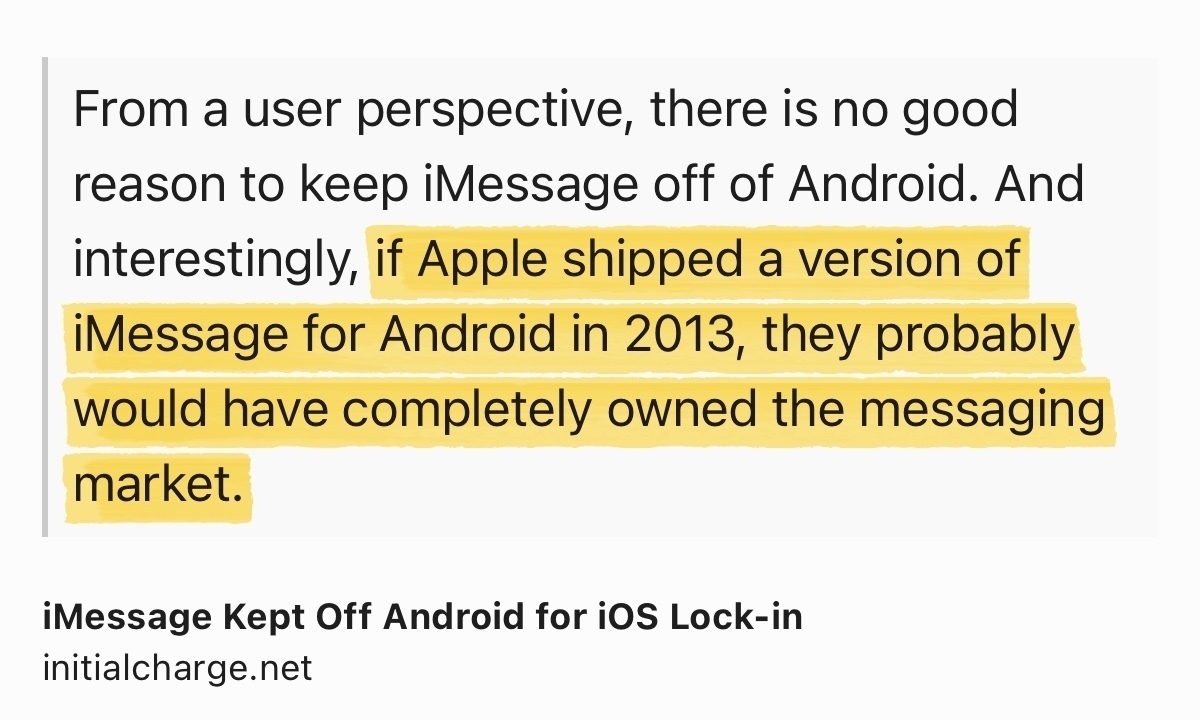 From a user perspective, there is no good
reason to keep iMessage off of Android. And
interestingly, if Apple shipped a version of
iMessage for Android in 2013, they probably
would have completely owned the messaging
market.
iMessage Kept Off Android for iOS Lock-in
initialcharge.net